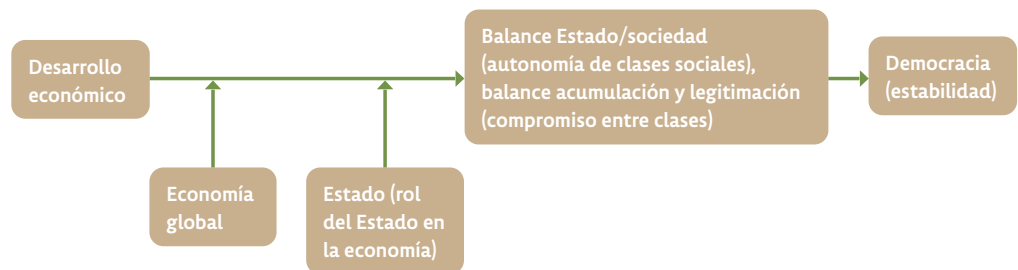 Desarrollo
económico
Balance Estado/sociedad
(autonomía de clases sociales),
balance acumulación y legitimación
(compromiso entre clases)
Democracia
(estabilidad)
Economía
global
Estado (rol
del Estado en
la economía)